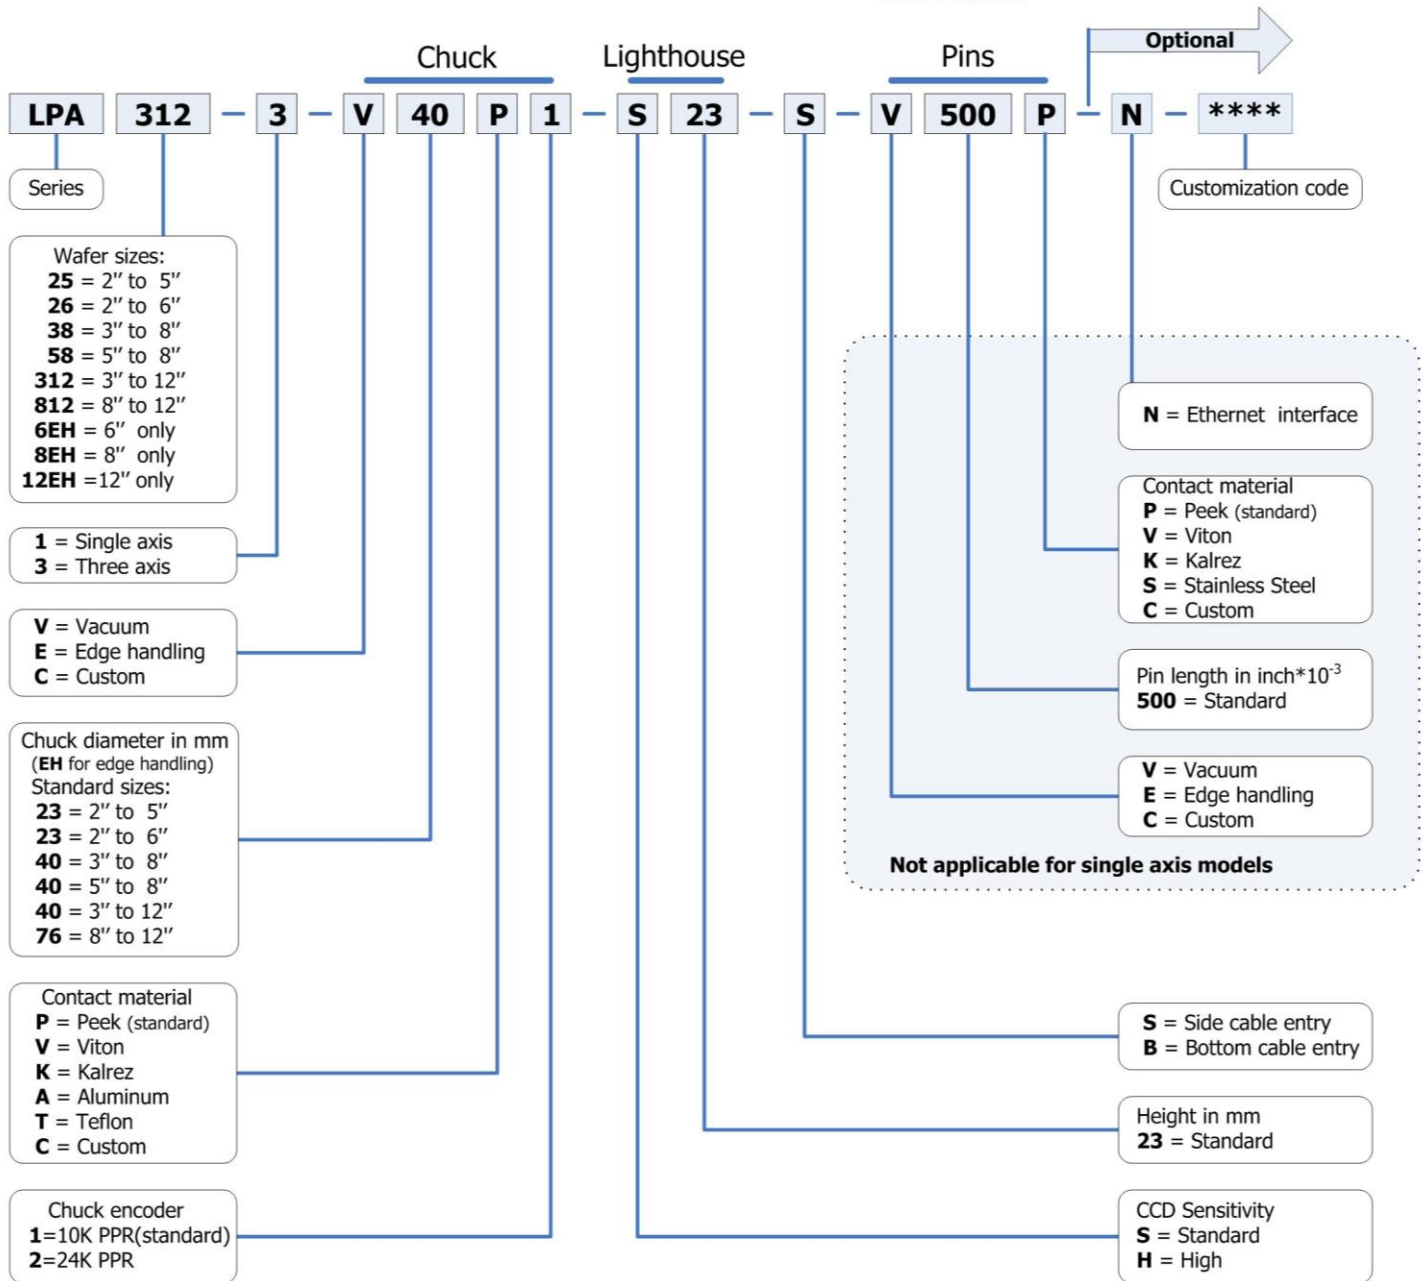 Optional
Chuck
Lighthouse
Pins
LPA 312 – 3 – V 40 P 1 – S 23 – S – V 500 P – N – ****
Series
Customization code
Wafer sizes:
25 = 2" to 5"
26 = 2" to 6"
38 = 3" to 8"
58 = 5" to 8"
312 = 3" to 12"
812 = 8" to 12"
6EH = 6" only
8EH = 8" only
12EH =12" only
1 = Single axis
3 = Three axis
V = Vacuum
E = Edge handling
C = Custom
Chuck diameter in mm
(EH for edge handling)
Standard sizes:
23 = 2" to 5"
23 = 2" to 6"
40 = 3" to 8"
40 = 5" to 8"
40 = 3" to 12"
76 = 8" to 12"
Contact material
P = Peek (standard)
V = Viton
K = Kalrez
A = Aluminum
T = Teflon
C = Custom
Chuck encoder
1=10K PPR(standard)
2=24K PPR
N = Ethernet interface
Contact material
P = Peek (standard)
V = Viton
K = Kalrez
S = Stainless Steel
C = Custom
Pin length in inch*10⁻³
500 = Standard
V = Vacuum
E = Edge handling
C = Custom
Not applicable for single axis models
S = Side cable entry
B = Bottom cable entry
Height in mm
23 = Standard
CCD Sensitivity
S = Standard
H = High